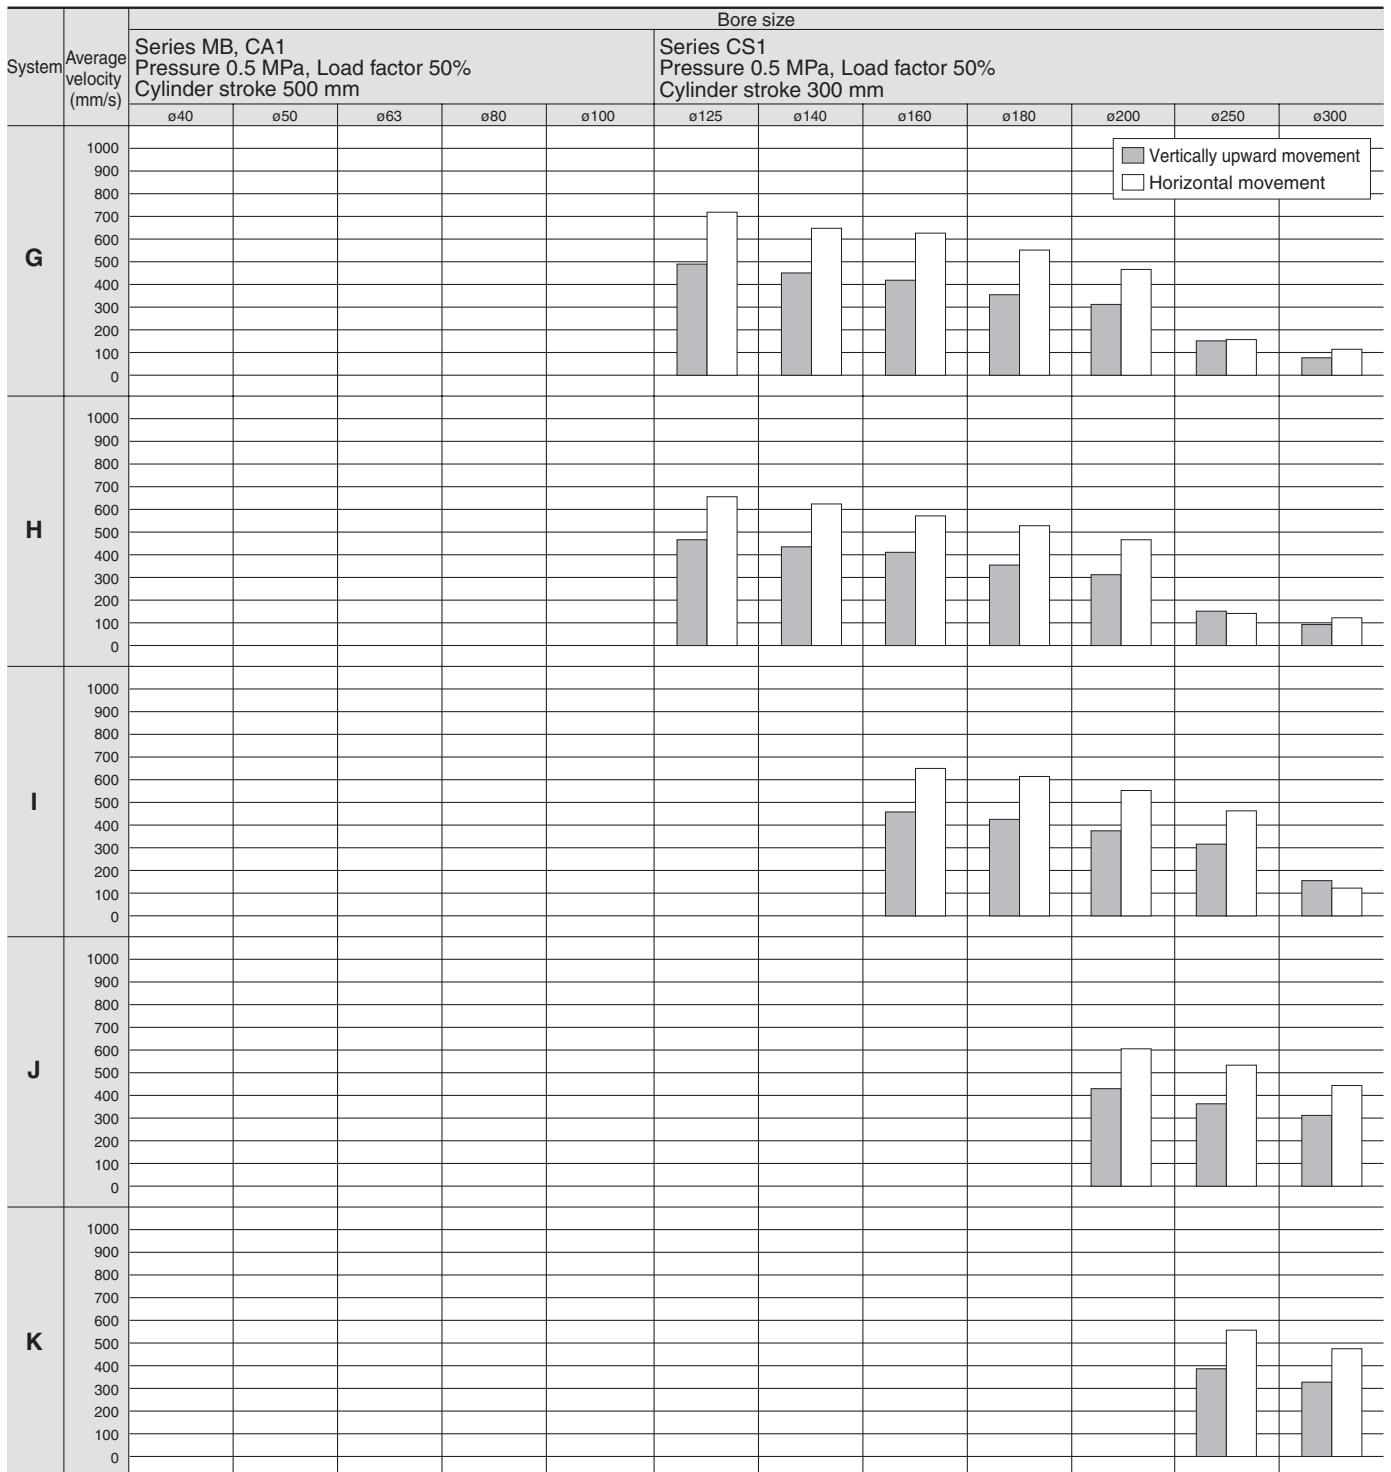 Bore size
System
Average
velocity
(mm/s)
Series MB, CA1
Pressure 0.5 MPa, Load factor 50%
Cylinder stroke 500 mm
Series CS1
Pressure 0.5 MPa, Load factor 50%
Cylinder stroke 300 mm
ø40 ø50 ø63 ø80 ø100 ø125 ø140 ø160 ø180 ø200 ø250 ø300
Vertically upward movement
Horizontal movement
G
1000
900
800
700
600
500
400
300
200
100
0
H
1000
900
800
700
600
500
400
300
200
100
0
I
1000
900
800
700
600
500
400
300
200
100
0
J
1000
900
800
700
600
500
400
300
200
100
0
K
1000
900
800
700
600
500
400
300
200
100
0